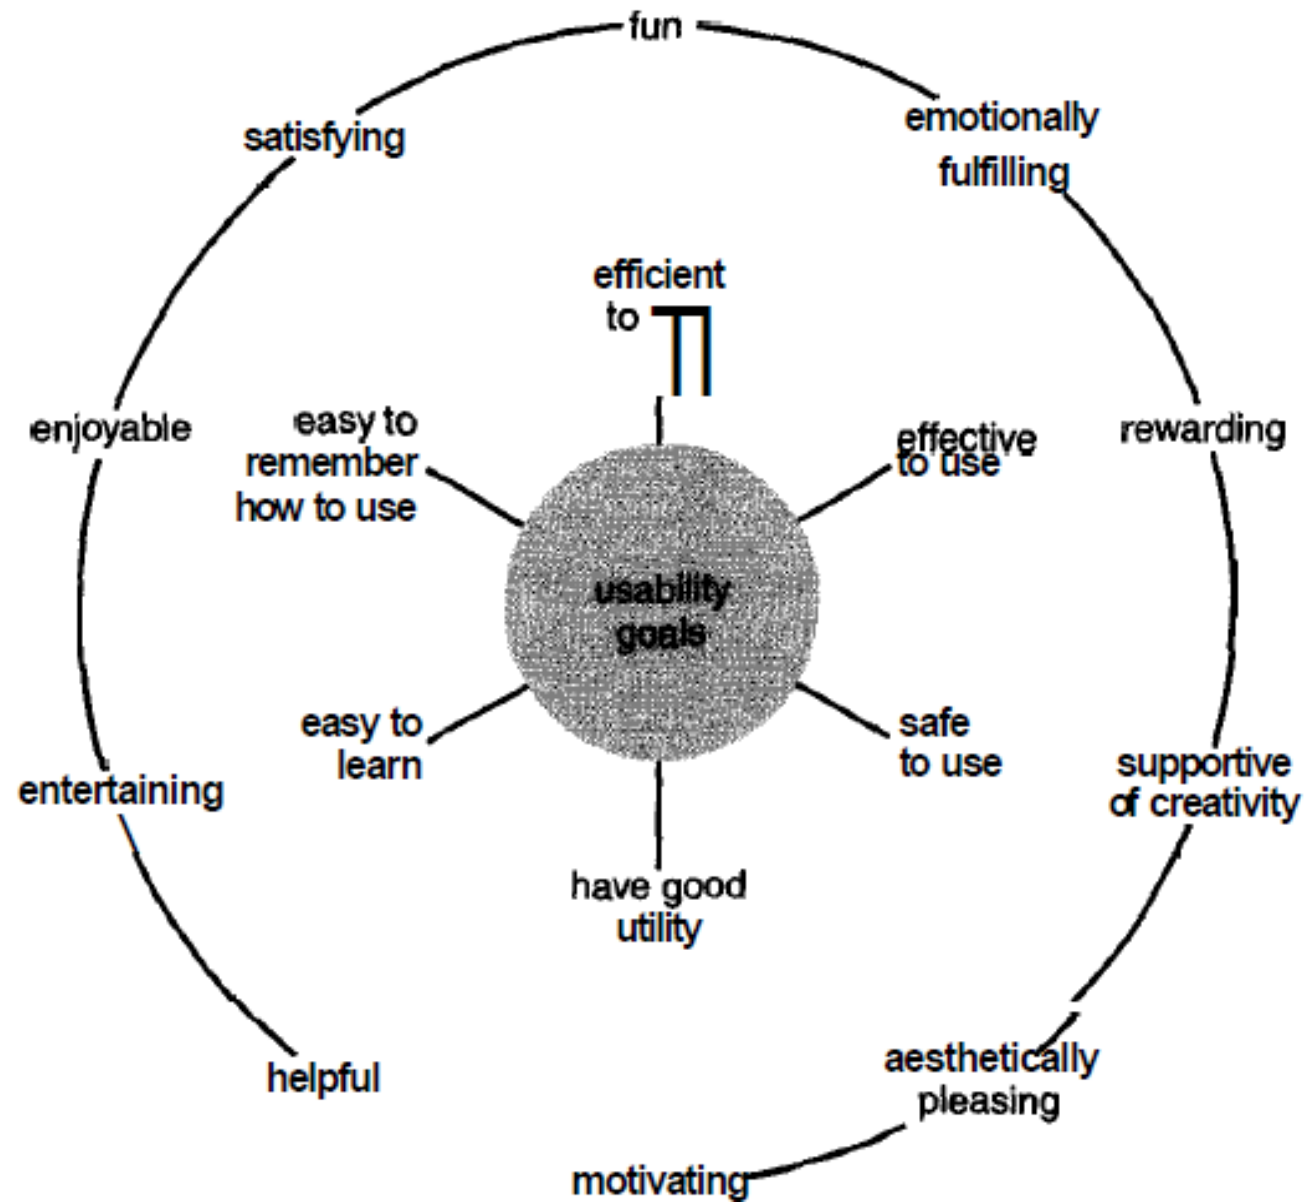 fun
satisfying
emotionally
fulfilling
efficient
to
enjoyable
easy to
remember
how to use
effective
to use
rewarding
usability
goals
easy to
learn
safe
to use
entertaining
supportive
of creativity
have good
utility
helpful
aesthetically
pleasing
motivating